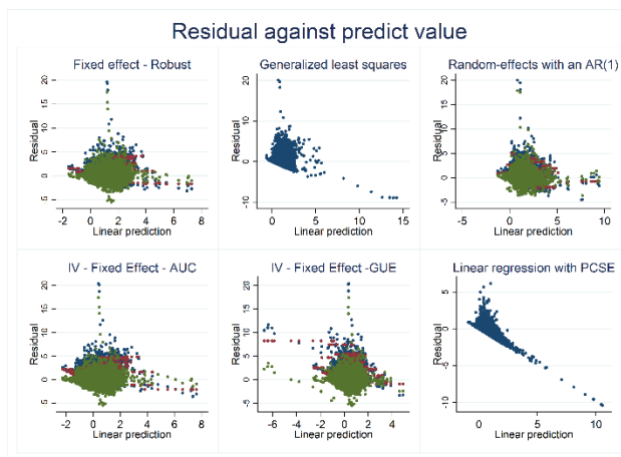 Residual against predict value
Fixed effect - Robust
Residual
20
15
10
5
0
-5
-2 0 2 4 6 8
Linear prediction
Generalized least squares
Residual
20
10
0
-10
0 5 10 15
Linear prediction
Random-effects with an AR(1)
Residual
20
15
10
5
0
-5
-5 0 5 10
Linear prediction
IV - Fixed Effect - AUC
Residual
20
15
10
5
0
-5
-2 0 2 4 6 8
Linear prediction
IV - Fixed Effect -GUE
Residual
20
15
10
5
0
-5
-6 -4 -2 0 2 4
Linear prediction
Linear regression with PCSE
Residual
5
0
-5
-10
0 5 10
Linear prediction